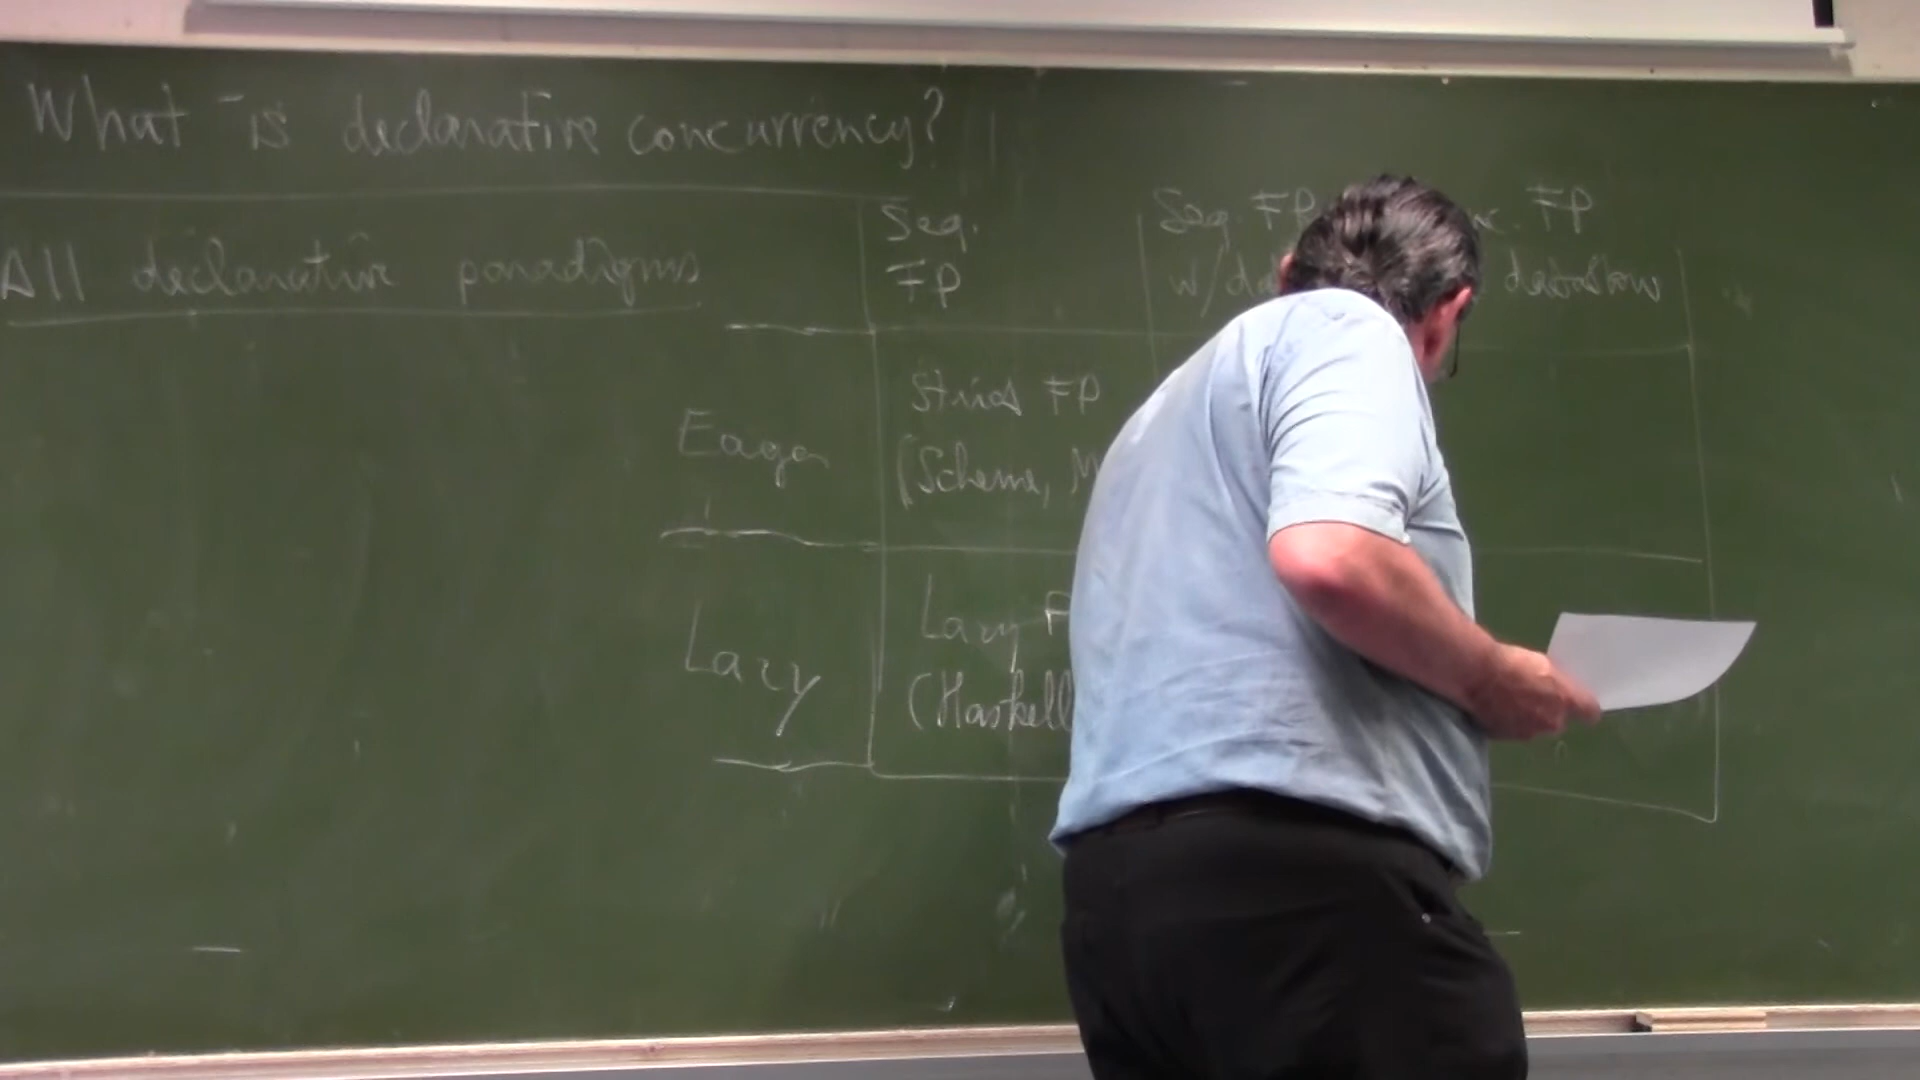 What is declarative concurrency?
All declarative paradigms
Seq.
FP
Seq. FP
w/da
c. FP
dataflow
Eager
Strict FP
(Scheme, M
Lazy
Lazy F
(Haskell